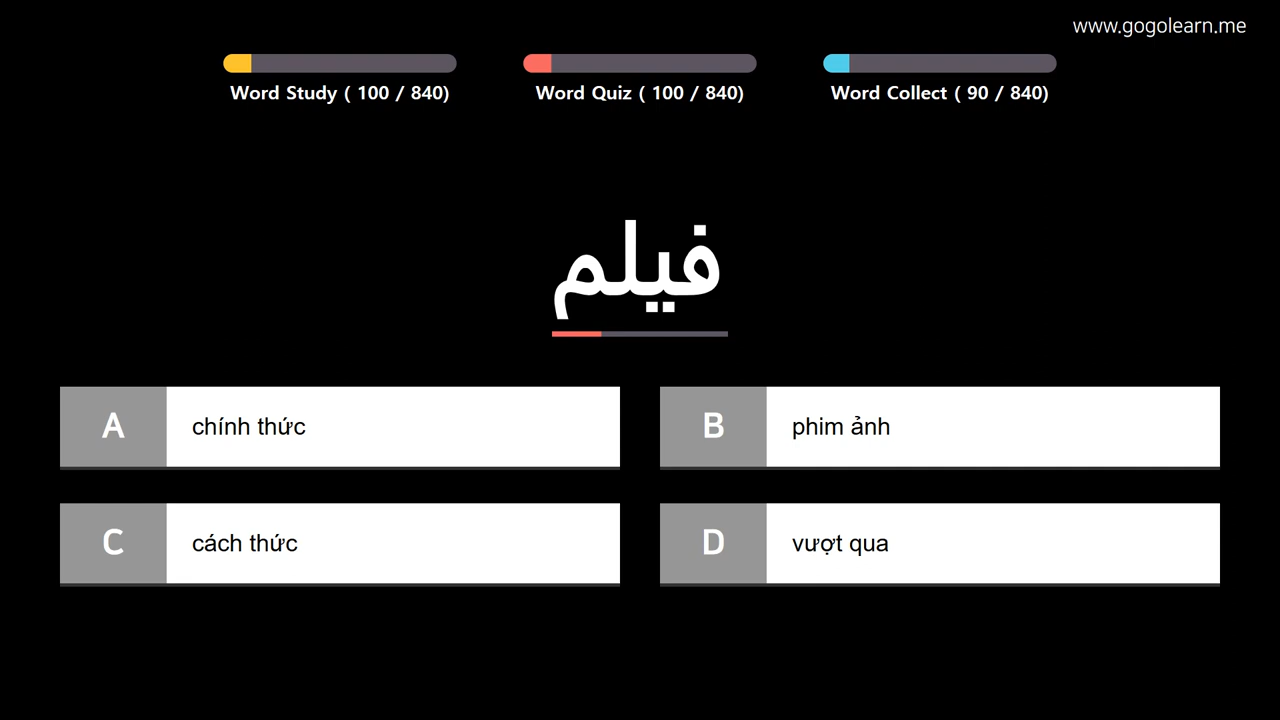 www.gogolearn.me
Word Study ( 100 / 840)
Word Quiz ( 100 / 840)
Word Collect ( 90 / 840)
فيلم
A chính thức
B phim ảnh
C cách thức
D vượt qua